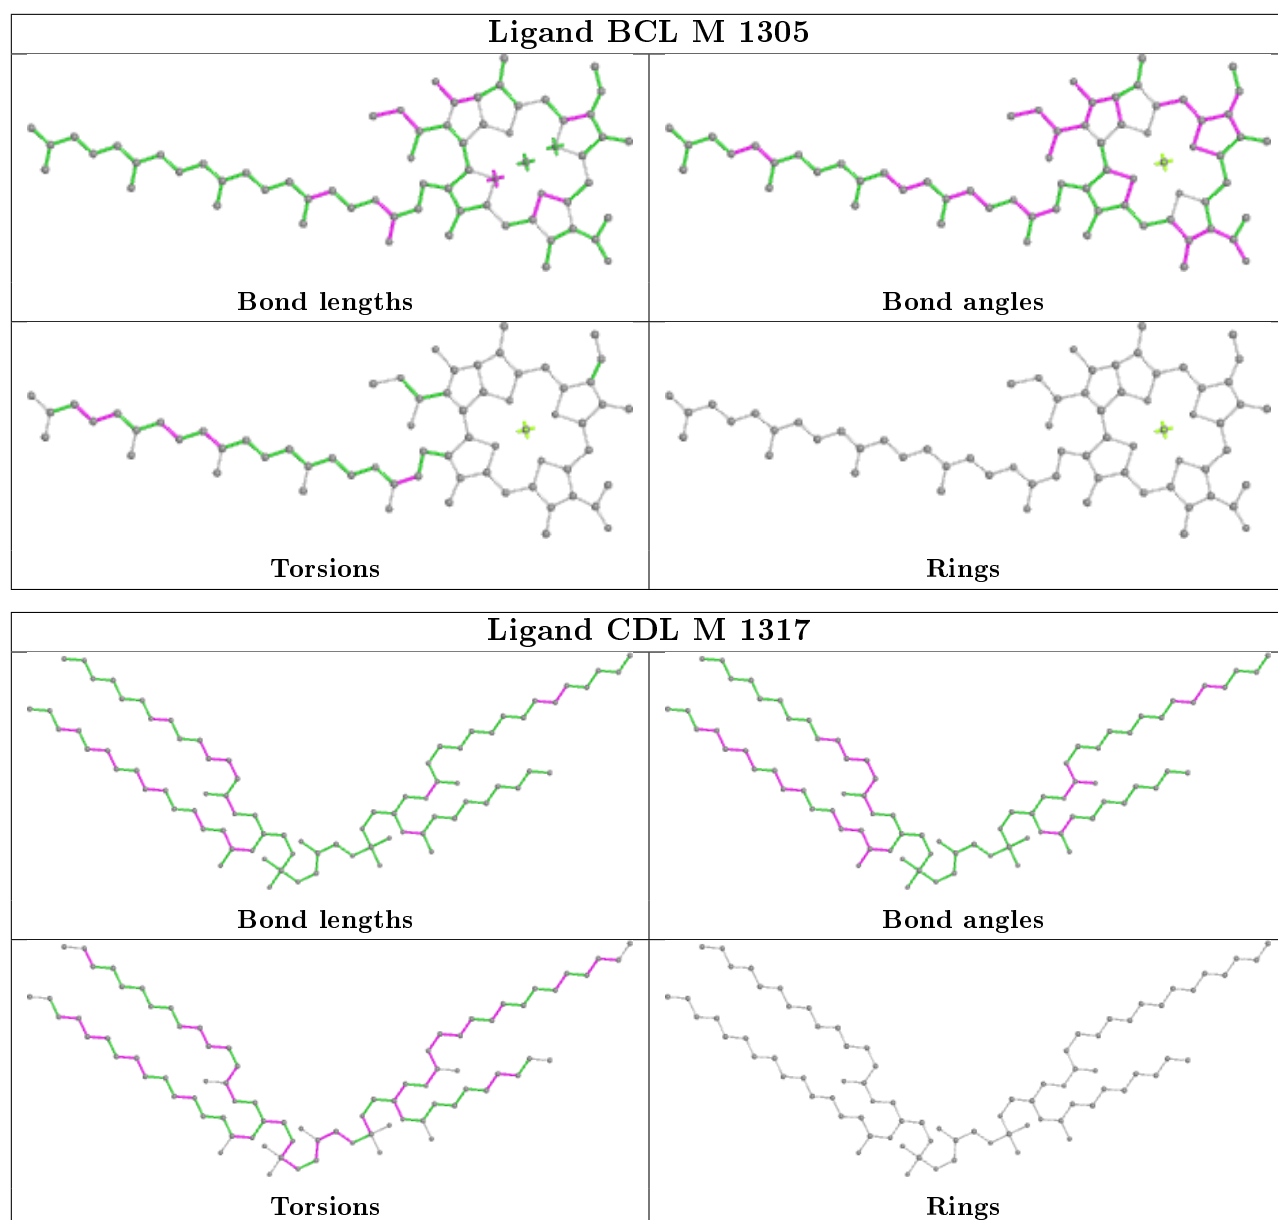 Ligand BCL M 1305
Bond lengths
Bond angles
Torsions
Rings
Ligand CDL M 1317
Bond lengths
Bond angles
Torsions
Rings